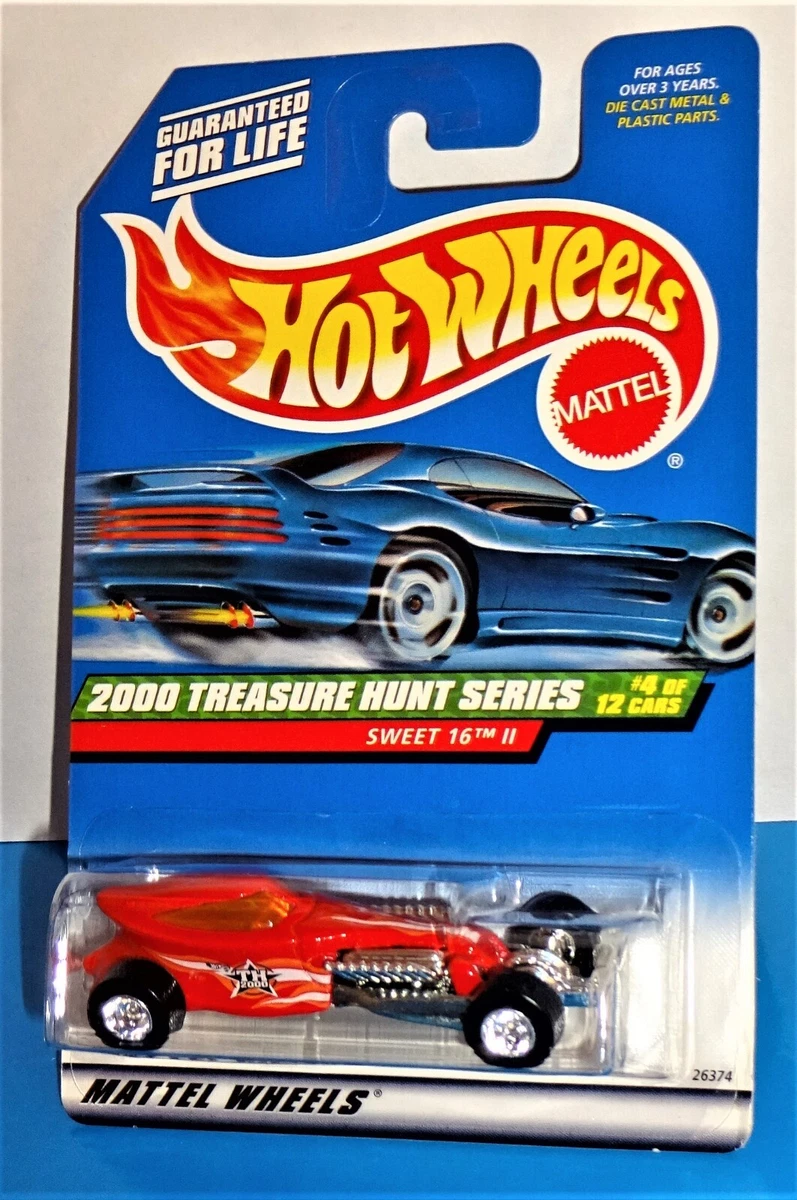 GUARANTEED
FOR LIFE
FOR AGES
OVER 3 YEARS.
DIE CAST METAL &
PLASTIC PARTS.
HOT WHEELS
MATTEL
®
2000 TREASURE HUNT SERIES
#4 OF
12 CARS
SWEET 16™ II
TH
2000
26374
MATTEL WHEELS®